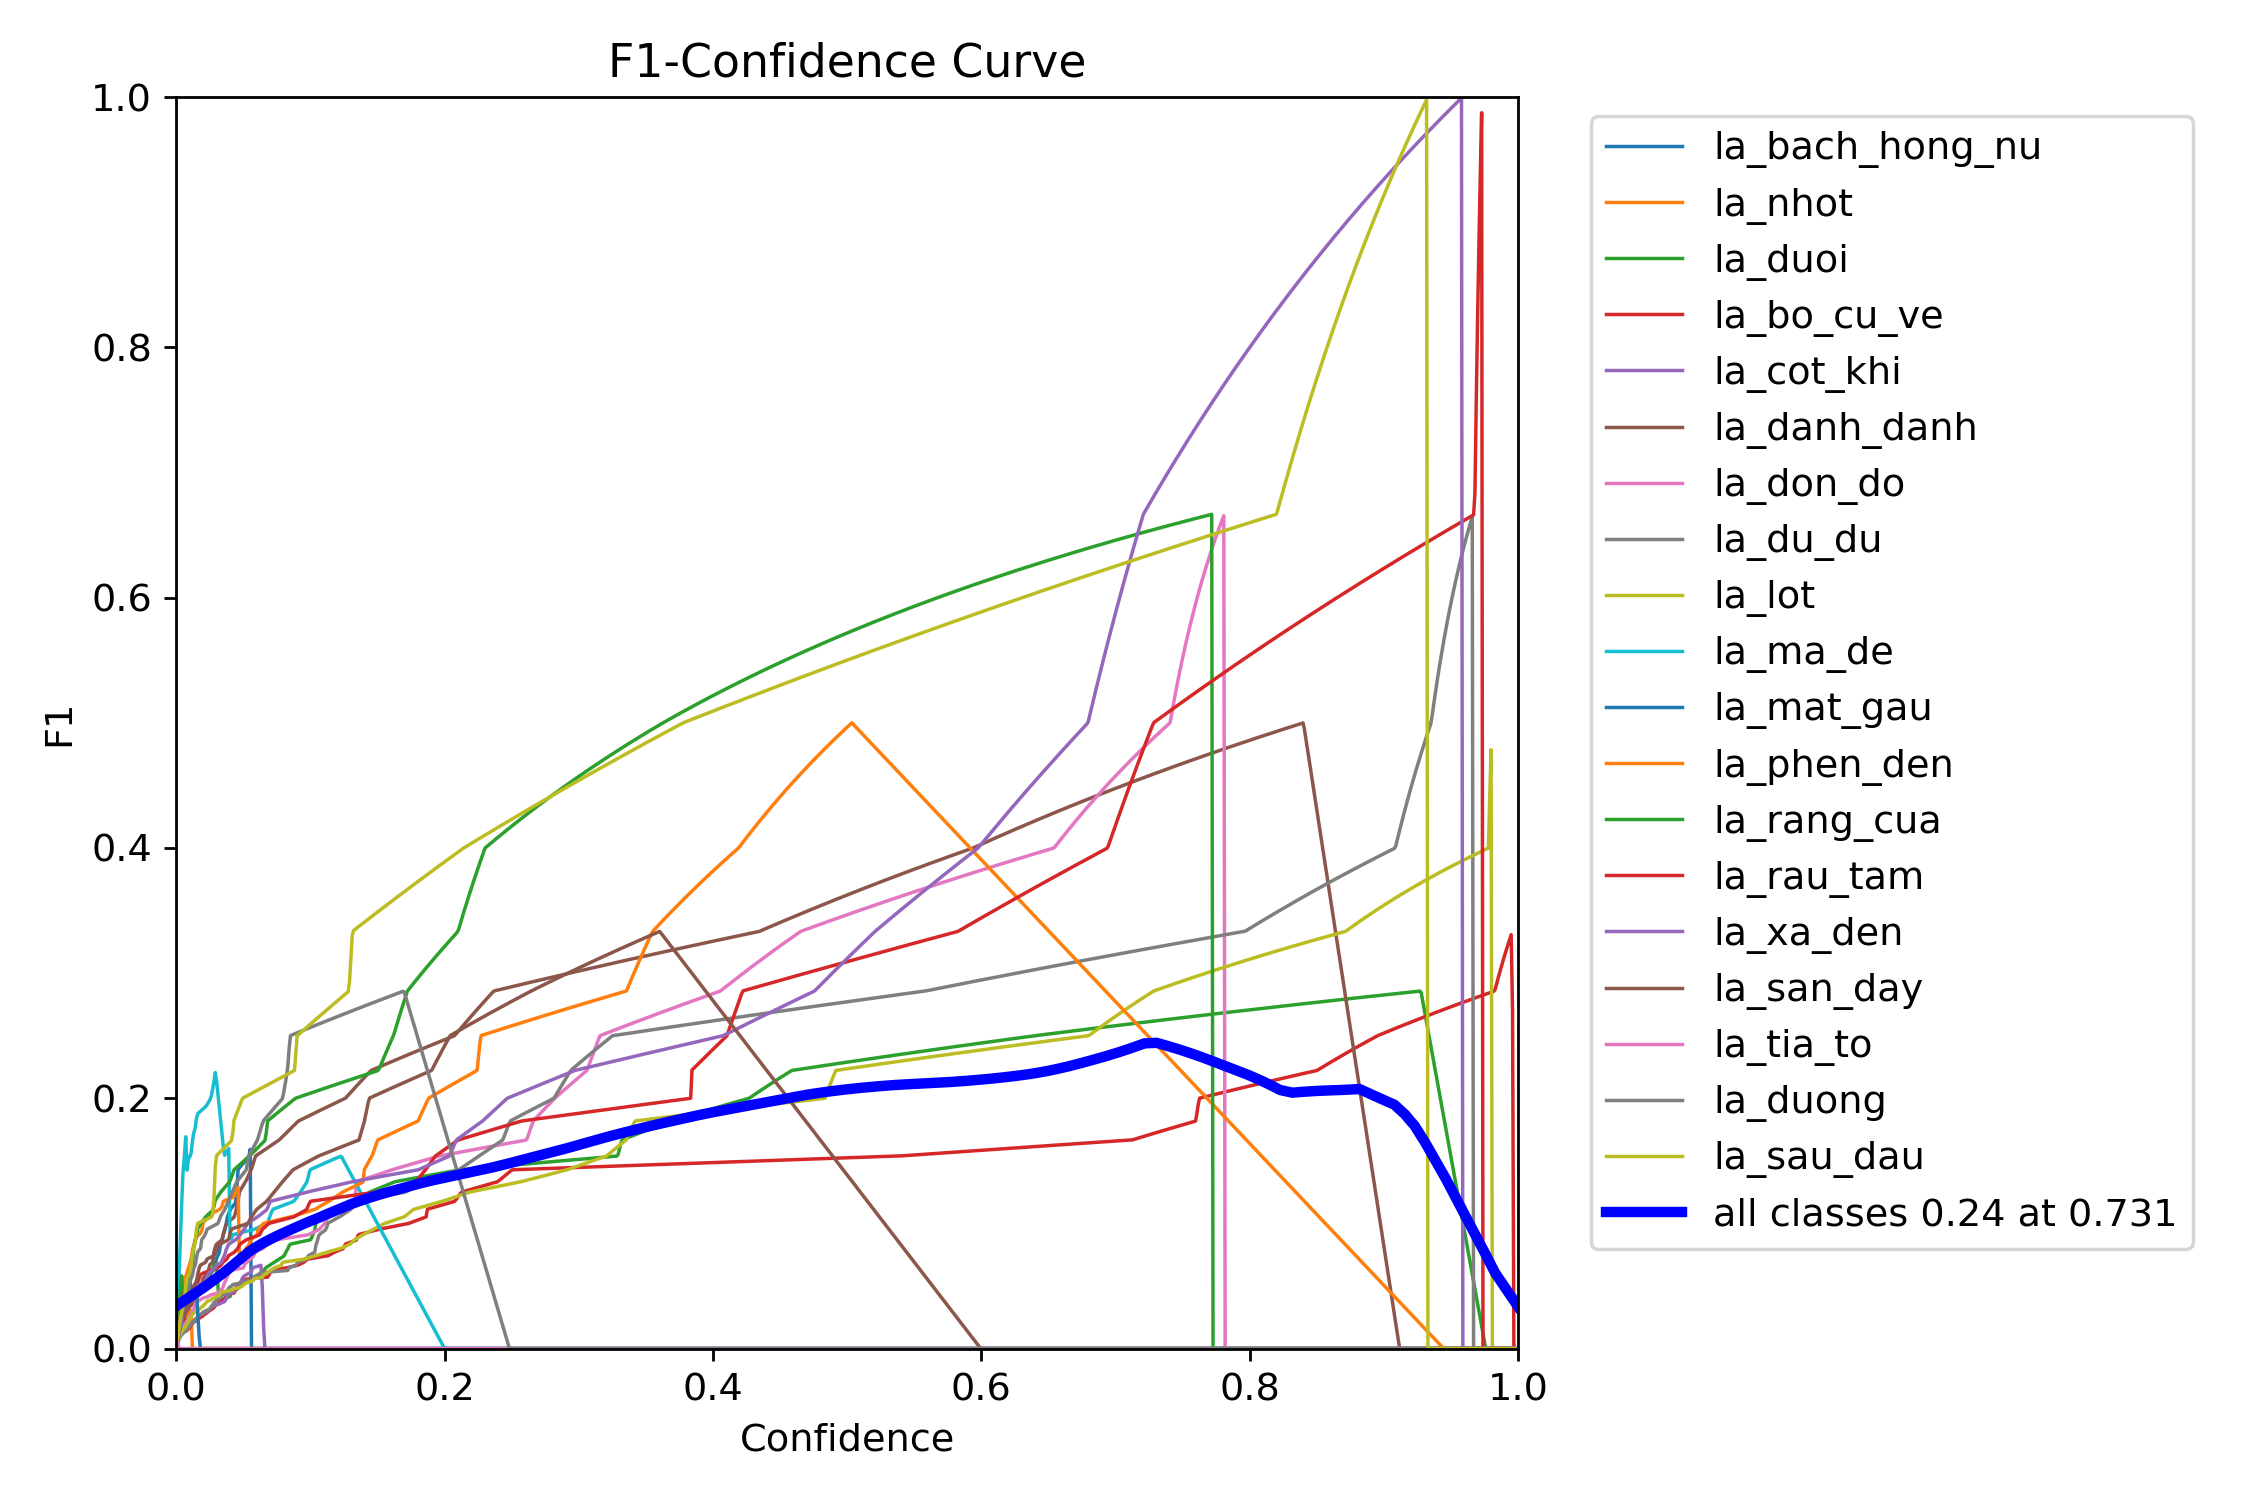 F1-Confidence Curve
1.0
0.8
0.6
0.4
0.2
0.0
F1
0.0 0.2 0.4 0.6 0.8 1.0
Confidence
la_bach_hong_nu
la_nhot
la_duoi
la_bo_cu_ve
la_cot_khi
la_danh_danh
la_don_do
la_du_du
la_lot
la_ma_de
la_mat_gau
la_phen_den
la_rang_cua
la_rau_tam
la_xa_den
la_san_day
la_tia_to
la_duong
la_sau_dau
all classes 0.24 at 0.731